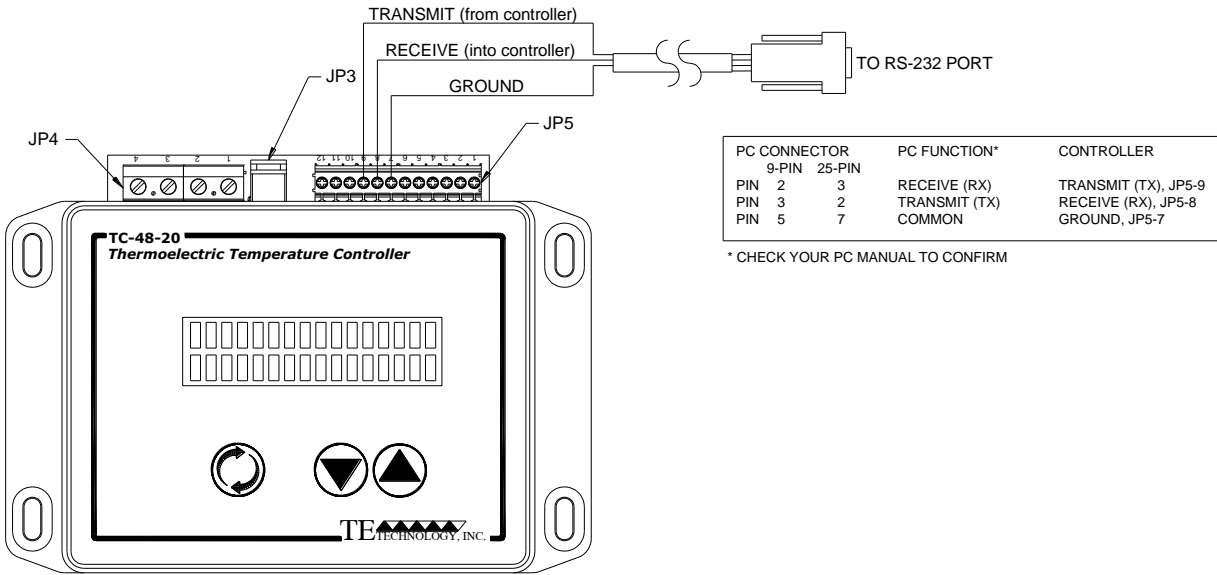 TRANSMIT (from controller)
RECEIVE (into controller)
TO RS-232 PORT
GROUND
JP3
JP4
JP5
4 3 2 1
12 11 10 9 8 7 6 5 4 3 2 1
PC CONNECTOR PC FUNCTION* CONTROLLER
9-PIN 25-PIN
PIN 2 3 RECEIVE (RX) TRANSMIT (TX), JP5-9
PIN 3 2 TRANSMIT (TX) RECEIVE (RX), JP5-8
PIN 5 7 COMMON GROUND, JP5-7
* CHECK YOUR PC MANUAL TO CONFIRM
TC-48-20
Thermoelectric Temperature Controller
TE TECHNOLOGY, INC.